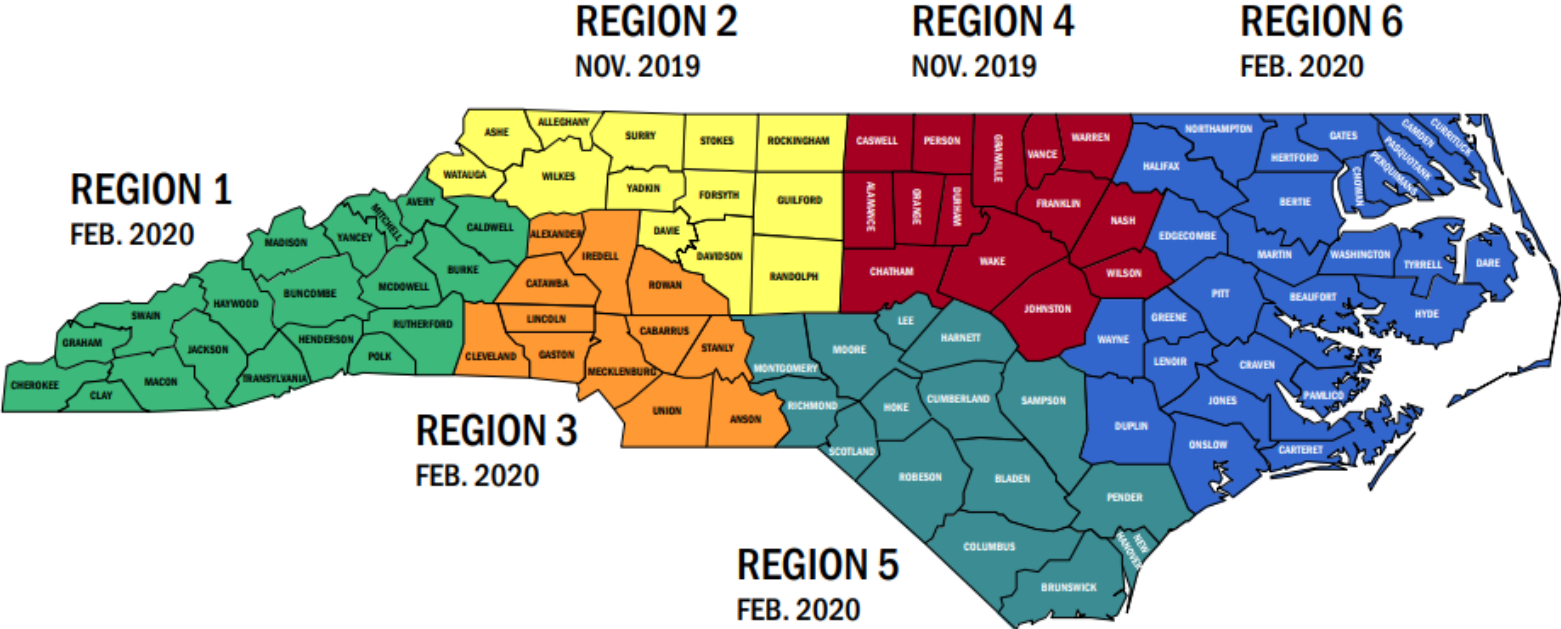 REGION 2
NOV. 2019
REGION 4
NOV. 2019
REGION 6
FEB. 2020
REGION 1
FEB. 2020
REGION 3
FEB. 2020
REGION 5
FEB. 2020
CHEROKEE
GRAHAM
CLAY
SWAIN
MACON
JACKSON
HAYWOOD
TRANSYLVANIA
MADISON
BUNCOMBE
HENDERSON
YANCEY
MITCHELL
AVERY
MCDOWELL
POLK
RUTHERFORD
BURKE
CALDWELL
ASHE
ALLEGHANY
SURRY
STOKES
ROCKINGHAM
WATAUGA
WILKES
YADKIN
FORSYTH
GUILFORD
DAVIE
DAVIDSON
RANDOLPH
ALEXANDER
IREDELL
CATAWBA
ROWAN
LINCOLN
CLEVELAND
GASTON
CABARRUS
STANLY
MECKLENBURG
UNION
ANSON
CASWELL
PERSON
GRANVILLE
VANCE
WARREN
ALAMANCE
ORANGE
DURHAM
FRANKLIN
NASH
CHATHAM
WAKE
WILSON
JOHNSTON
LEE
HARNETT
MOORE
MONTGOMERY
RICHMOND
HOKE
CUMBERLAND
SAMPSON
SCOTLAND
ROBESON
BLADEN
PENDER
COLUMBUS
NEW
HANOVER
BRUNSWICK
NORTHAMPTON
GATES
CAMDEN
CURRITUCK
HALIFAX
HERTFORD
PASQUOTANK
PERQUIMANS
CHOWAN
BERTIE
EDGECOMBE
MARTIN
WASHINGTON
TYRRELL
DARE
PITT
BEAUFORT
HYDE
GREENE
WAYNE
LENOIR
CRAVEN
JONES
PAMLICO
DUPLIN
ONSLOW
CARTERET